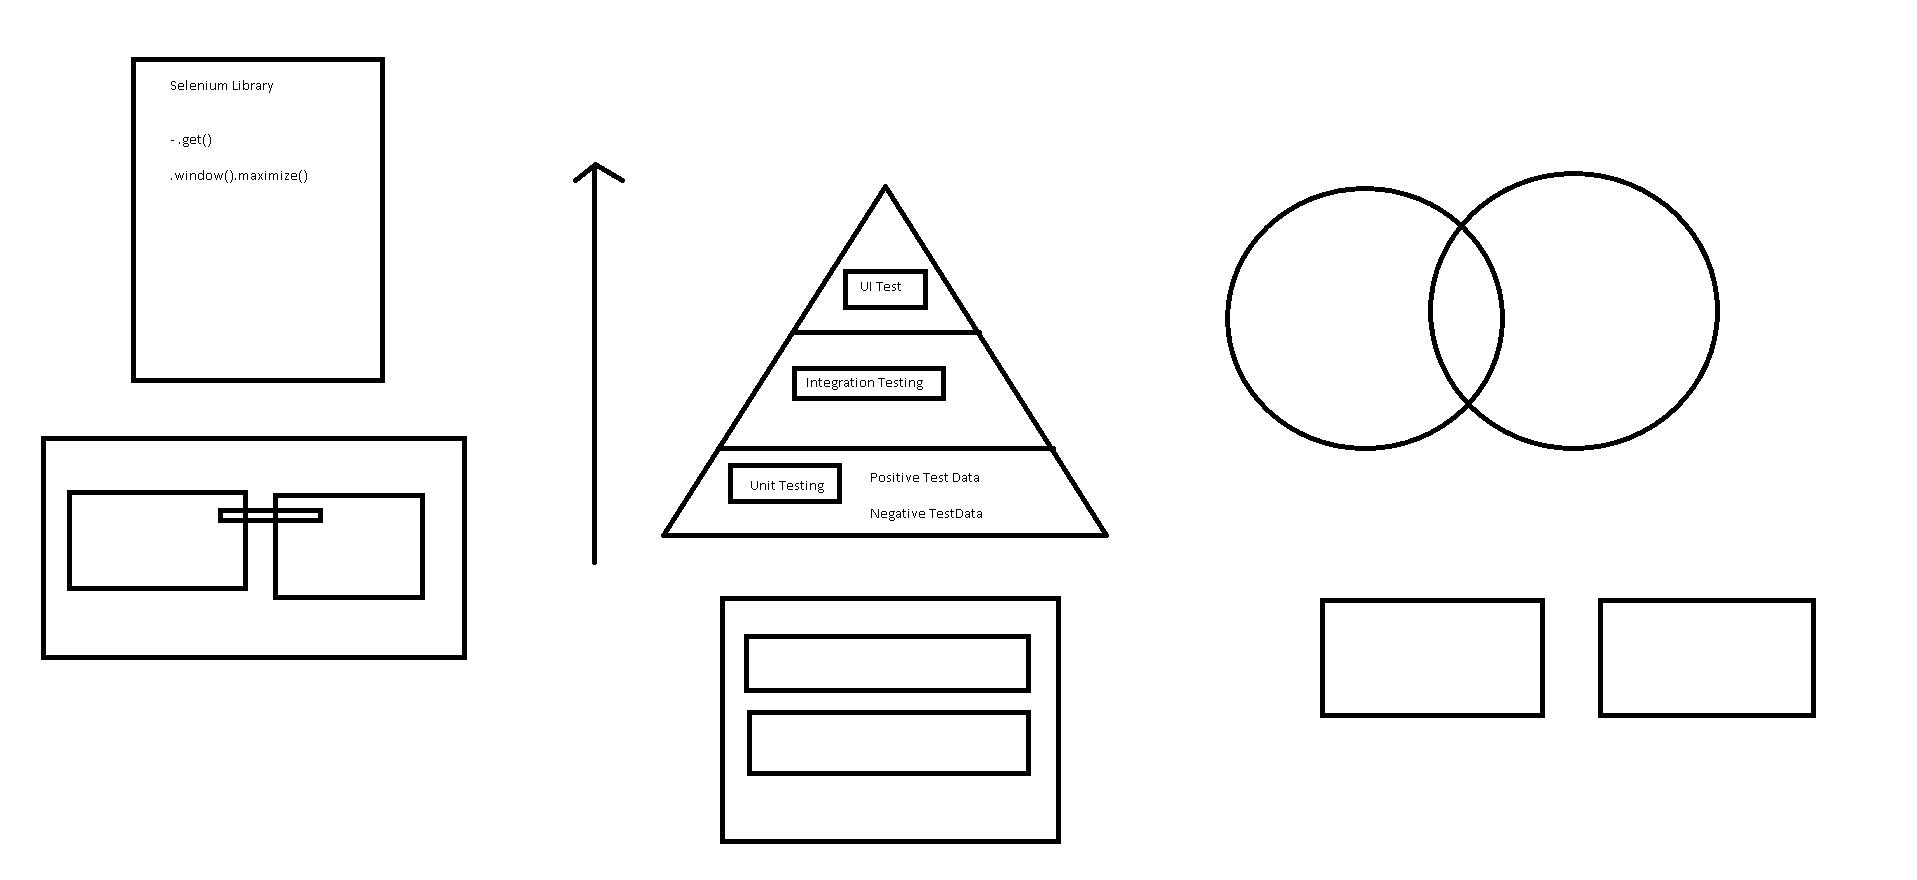 Selenium Library
- .get()
.window().maximize()
UI Test
Integration Testing
Unit Testing
Positive Test Data
Negative TestData